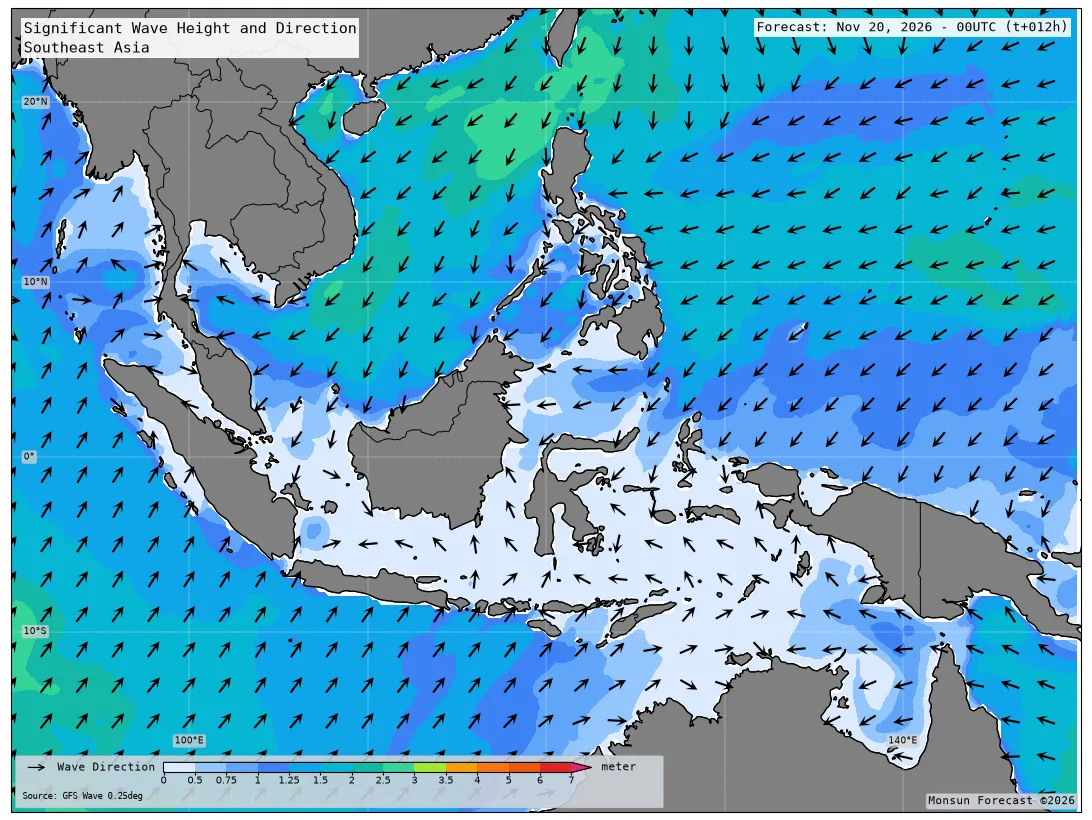 Significant Wave Height and Direction
Southeast Asia
Forecast: Nov 20, 2026 - 00UTC (t+012h)
20°N
10°N
0°
10°S
100°E
140°E
Wave Direction
meter
0 0.5 0.75 1 1.25 1.5 2 2.5 3 3.5 4 5 6 7
Source: GFS Wave 0.25deg
Monsun Forecast ©2026